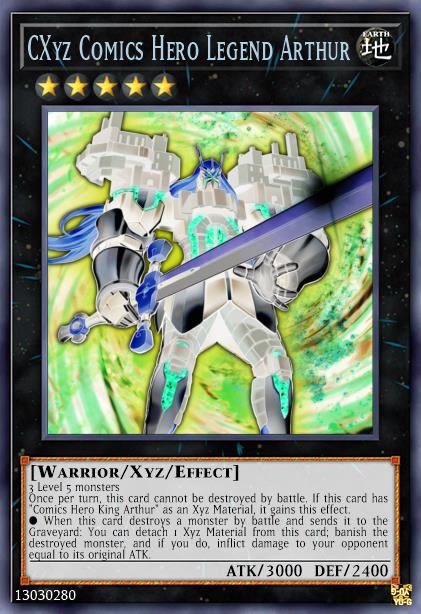 CXyz Comics Hero Legend Arthur
EARTH
地
[Warrior/Xyz/Effect]
3 Level 5 monsters
Once per turn, this card cannot be destroyed by battle. If this card has
"Comics Hero King Arthur" as an Xyz Material, it gains this effect.
● When this card destroys a monster by battle and sends it to the
Graveyard: You can detach 1 Xyz Material from this card; banish the
destroyed monster, and if you do, inflict damage to your opponent
equal to its original ATK.
ATK/3000 DEF/2400
13030280